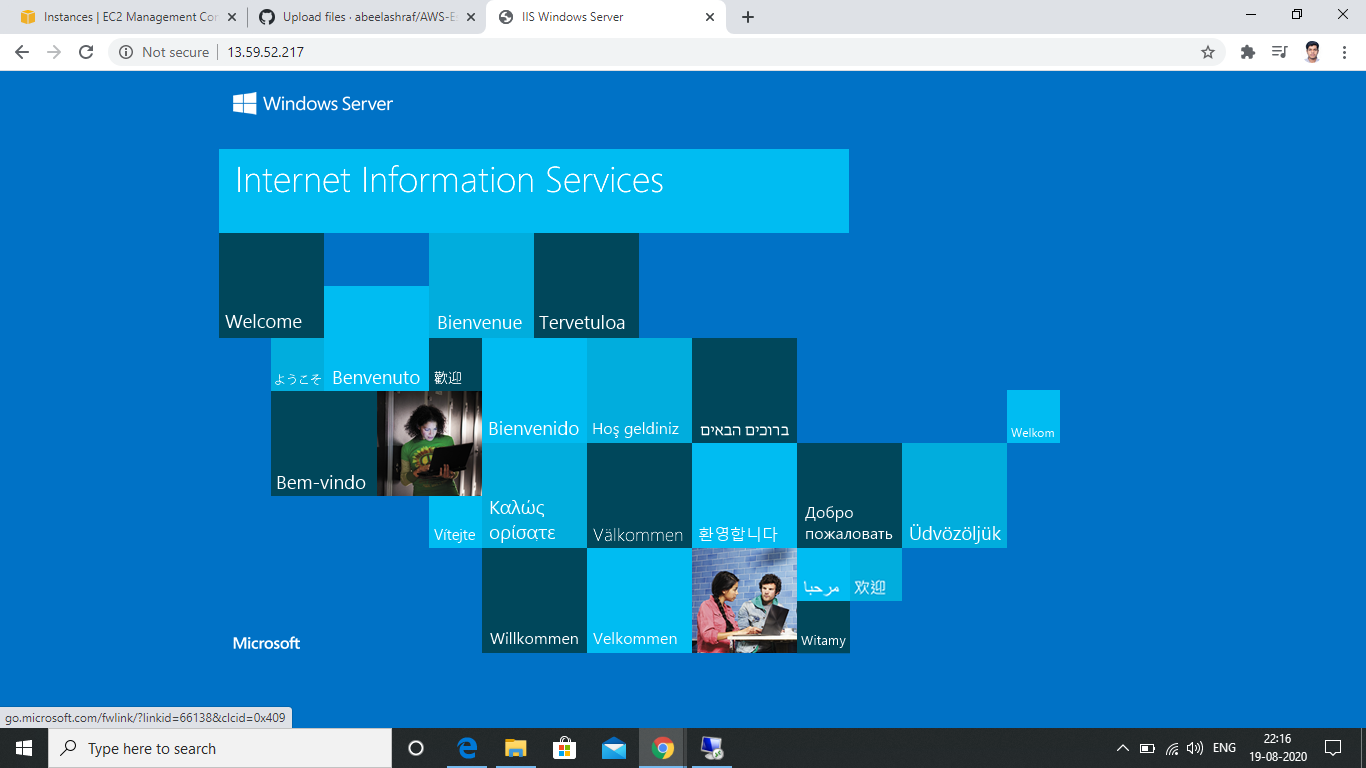 Instances | EC2 Management Con
Upload files · abeelashraf/AWS-Es
IIS Windows Server
Not secure
13.59.52.217
Windows Server
Internet Information Services
Welcome
Bienvenue
Tervetuloa
ようこそ
Benvenuto
歡迎
Bienvenido
Hoş geldiniz
ברוכים הבאים
Welkom
Bem-vindo
Vítejte
Καλώς
ορίσατε
Välkommen
환영합니다
Добро
пожаловать
Üdvözöljük
Willkommen
Velkommen
مرحبا
欢迎
Witamy
Microsoft
go.microsoft.com/fwlink/?linkid=66138&clcid=0x409
Type here to search
ENG
22:16
19-08-2020